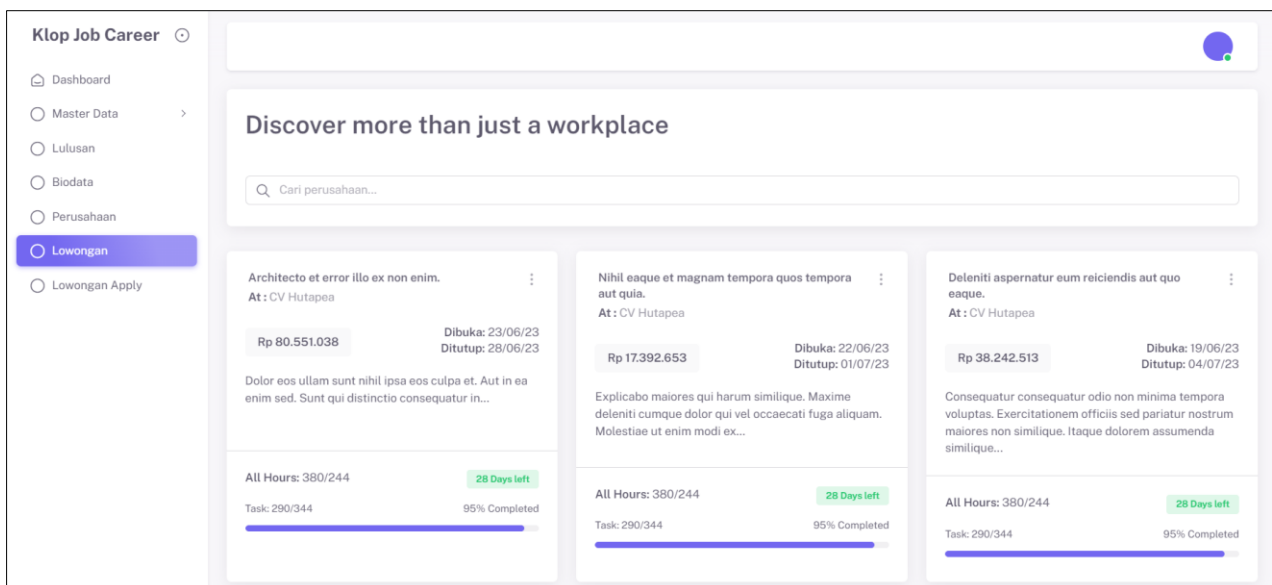 Klop Job Career
Dashboard
Master Data
Lulusan
Biodata
Perusahaan
Lowongan
Lowongan Apply
Discover more than just a workplace
Cari perusahaan...
Architecto et error illo ex non enim.
At : CV Hutapea
Rp 80.551.038
Dibuka: 23/06/23
Ditutup: 28/06/23
Dolor eos ullam sunt nihil ipsa eos culpa et. Aut in ea
enim sed. Sunt qui distinctio consequatur in...
All Hours: 380/244
28 Days left
Task: 290/344
95% Completed
Nihil eaque et magnam tempora quos tempora
aut quia.
At : CV Hutapea
Rp 17.392.653
Dibuka: 22/06/23
Ditutup: 01/07/23
Explicabo maiores qui harum similique. Maxime
deleniti cumque dolor qui vel occaecati fuga aliquam.
Molestiae ut enim modi ex...
All Hours: 380/244
28 Days left
Task: 290/344
95% Completed
Deleniti aspernatur eum reiciendis aut quo
eaque.
At : CV Hutapea
Rp 38.242.513
Dibuka: 19/06/23
Ditutup: 04/07/23
Consequatur consequatur odio non minima tempora
voluptas. Exercitationem officiis sed pariatur nostrum
maiores non similique. Itaque dolorem assumenda
similique...
All Hours: 380/244
28 Days left
Task: 290/344
95% Completed